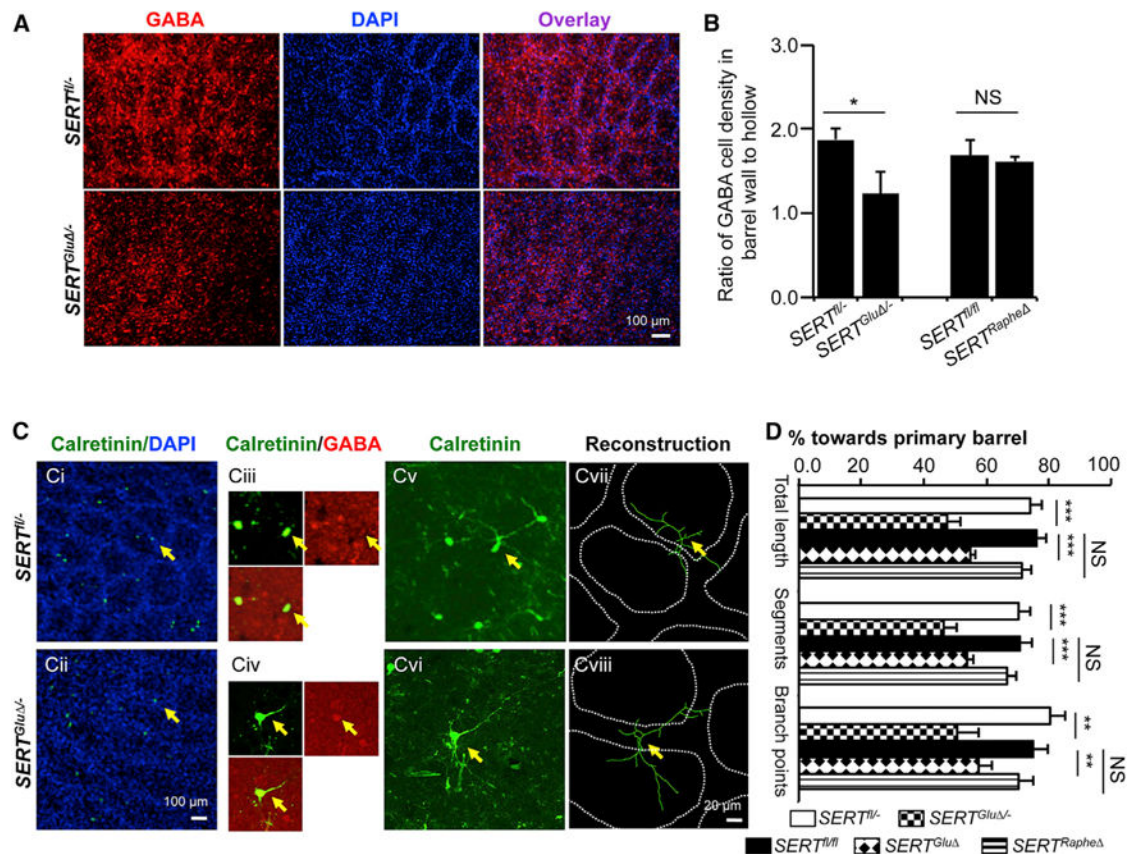 A
GABA
DAPI
Overlay
SERTfl/-
SERTGluΔ/-
100 µm
B
Ratio of GABA cell density in
barrel wall to hollow
3.0
2.0
1.0
0.0
*
NS
SERTfl/-
SERTGluΔ/-
SERTfl/fl
SERTRapheΔ
C
Calretinin/DAPI
Calretinin/GABA
Calretinin
Reconstruction
SERTfl/-
Ci
Ciii
Cv
Cvii
SERTGluΔ/-
Cii
Civ
Cvi
Cviii
100 µm
20 µm
D
% towards primary barrel
0.0 20 40 60 80 100
Total length
***
***
NS
Segments
***
***
NS
Branch points
**
**
NS
SERTfl/-
SERTGluΔ/-
SERTfl/fl
SERTGluΔ
SERTRapheΔ